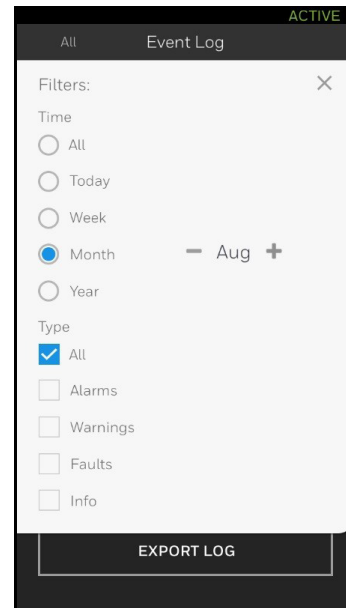 ACTIVE
All Event Log
Filters:
Time
All
Today
Week
Month Aug
Year
Type
All
Alarms
Warnings
Faults
Info
EXPORT LOG